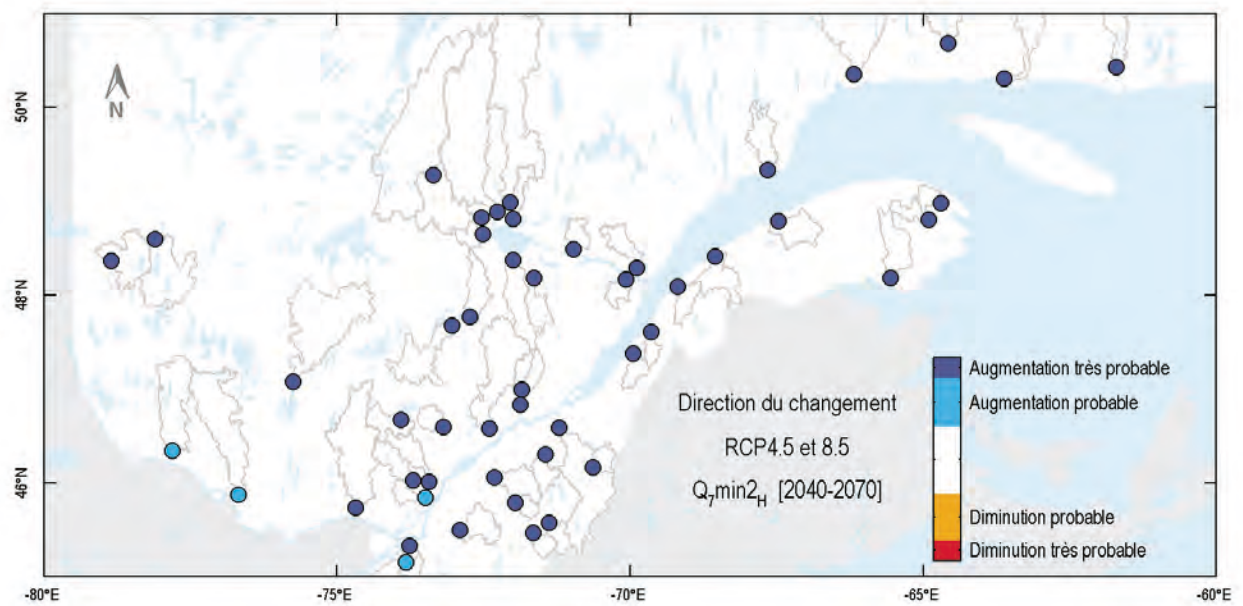 N
50°N
48°N
46°N
Direction du changement
RCP4.5 et 8.5
Q7min2H [2040-2070]
Augmentation très probable
Augmentation probable
Diminution probable
Diminution très probable
-80°E
-75°E
-70°E
-65°E
-60°E